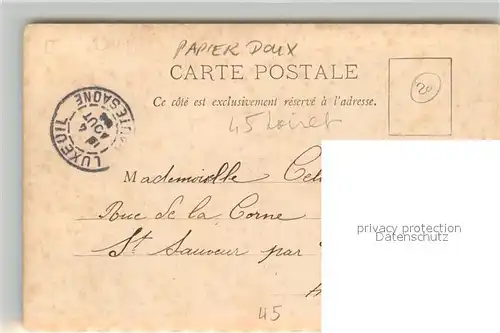 PAPIER DOUX
CARTE POSTALE
Ce côté est exclusivement réservé à l'adresse.
20
LUXEUIL
HTE SAONE
AOUT
45 Loiret
Mademoiselle
Rue de la Corne
St Sauveur par
privacy protection
Datenschutz
45